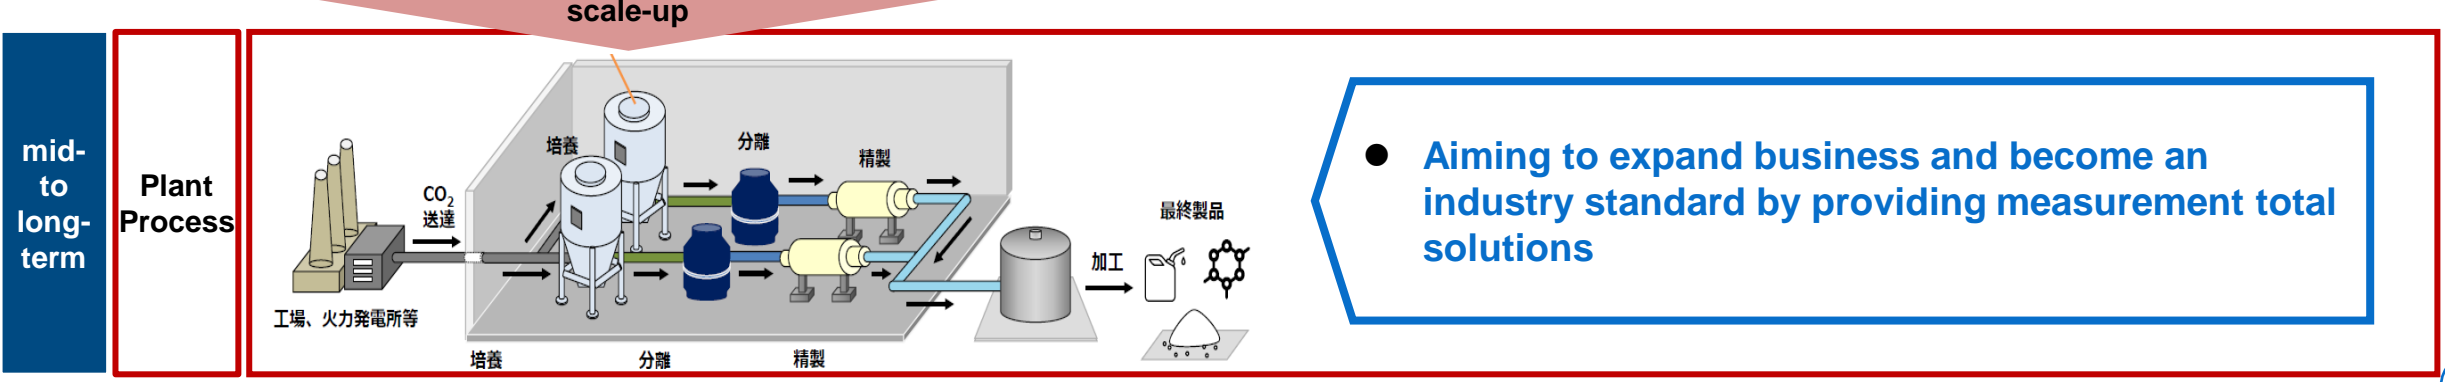 scale-up
mid-
to
long-
term
Plant
Process
CO₂
送達
工場、火力発電所等
培養
分離
精製
培養
分離
精製
最終製品
加工
● Aiming to expand business and become an
industry standard by providing measurement total
solutions